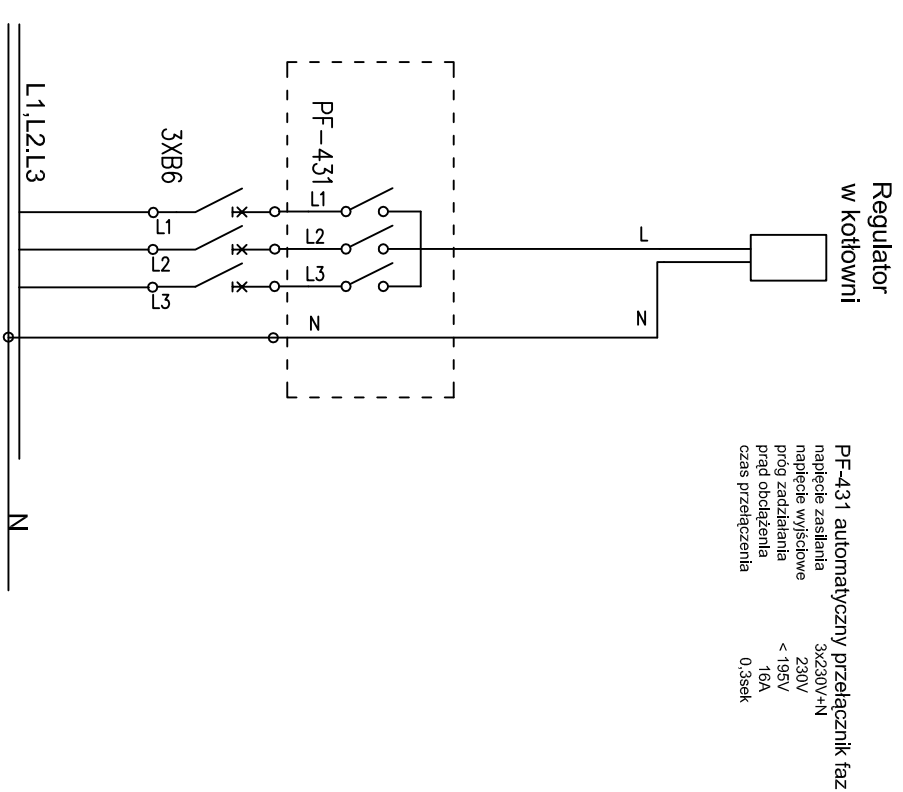 Regulator
w kotłowni
L
N
PF-431
L1
L2
L3
N
3XB6
L1
L2
L3
L1,L2.L3
N
PF-431 automatyczny przełącznik faz
napięcie zasilania 3x230V+N
napięcie wyjściowe 230V
próg zadziałania < 195V
prąd obciążenia 16A
czas przełączenia 0,3sek